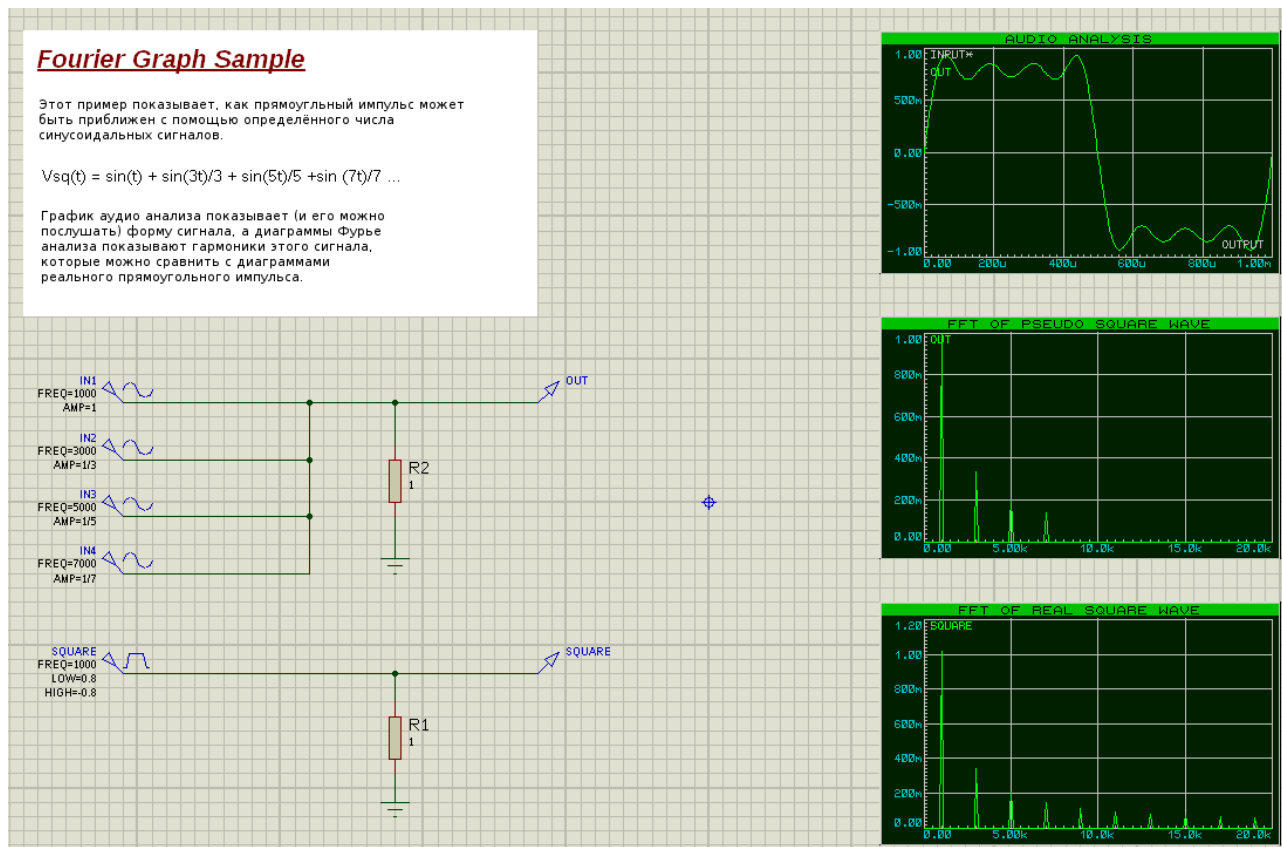 Fourier Graph Sample
Этот пример показывает, как прямоугльный импульс может
быть приближен с помощью определённого числа
синусоидальных сигналов.
Vsq(t) = sin(t) + sin(3t)/3 + sin(5t)/5 +sin (7t)/7 ...
График аудио анализа показывает (и его можно
послушать) форму сигнала, а диаграммы Фурье
анализа показывают гармоники этого сигнала,
которые можно сравнить с диаграммами
реального прямоугольного импульса.
IN1
FREQ=1000
AMP=1
OUT
IN2
FREQ=3000
AMP=1/3
R2
1
IN3
FREQ=5000
AMP=1/5
IN4
FREQ=7000
AMP=1/7
SQUARE
FREQ=1000
LOW=0.8
HIGH=-0.8
SQUARE
R1
1
AUDIO ANALYSIS
1.00
INPUT*
OUT
500m
0.00
-500m
OUTPUT
-1.00
0.00 200u 400u 600u 800u 1.00m
FFT OF PSEUDO SQUARE WAVE
1.00
OUT
800m
600m
400m
200m
0.00
0.00 5.00k 10.0k 15.0k 20.0k
FFT OF REAL SQUARE WAVE
1.20
SQUARE
1.00
800m
600m
400m
200m
0.00
0.00 5.00k 10.0k 15.0k 20.0k